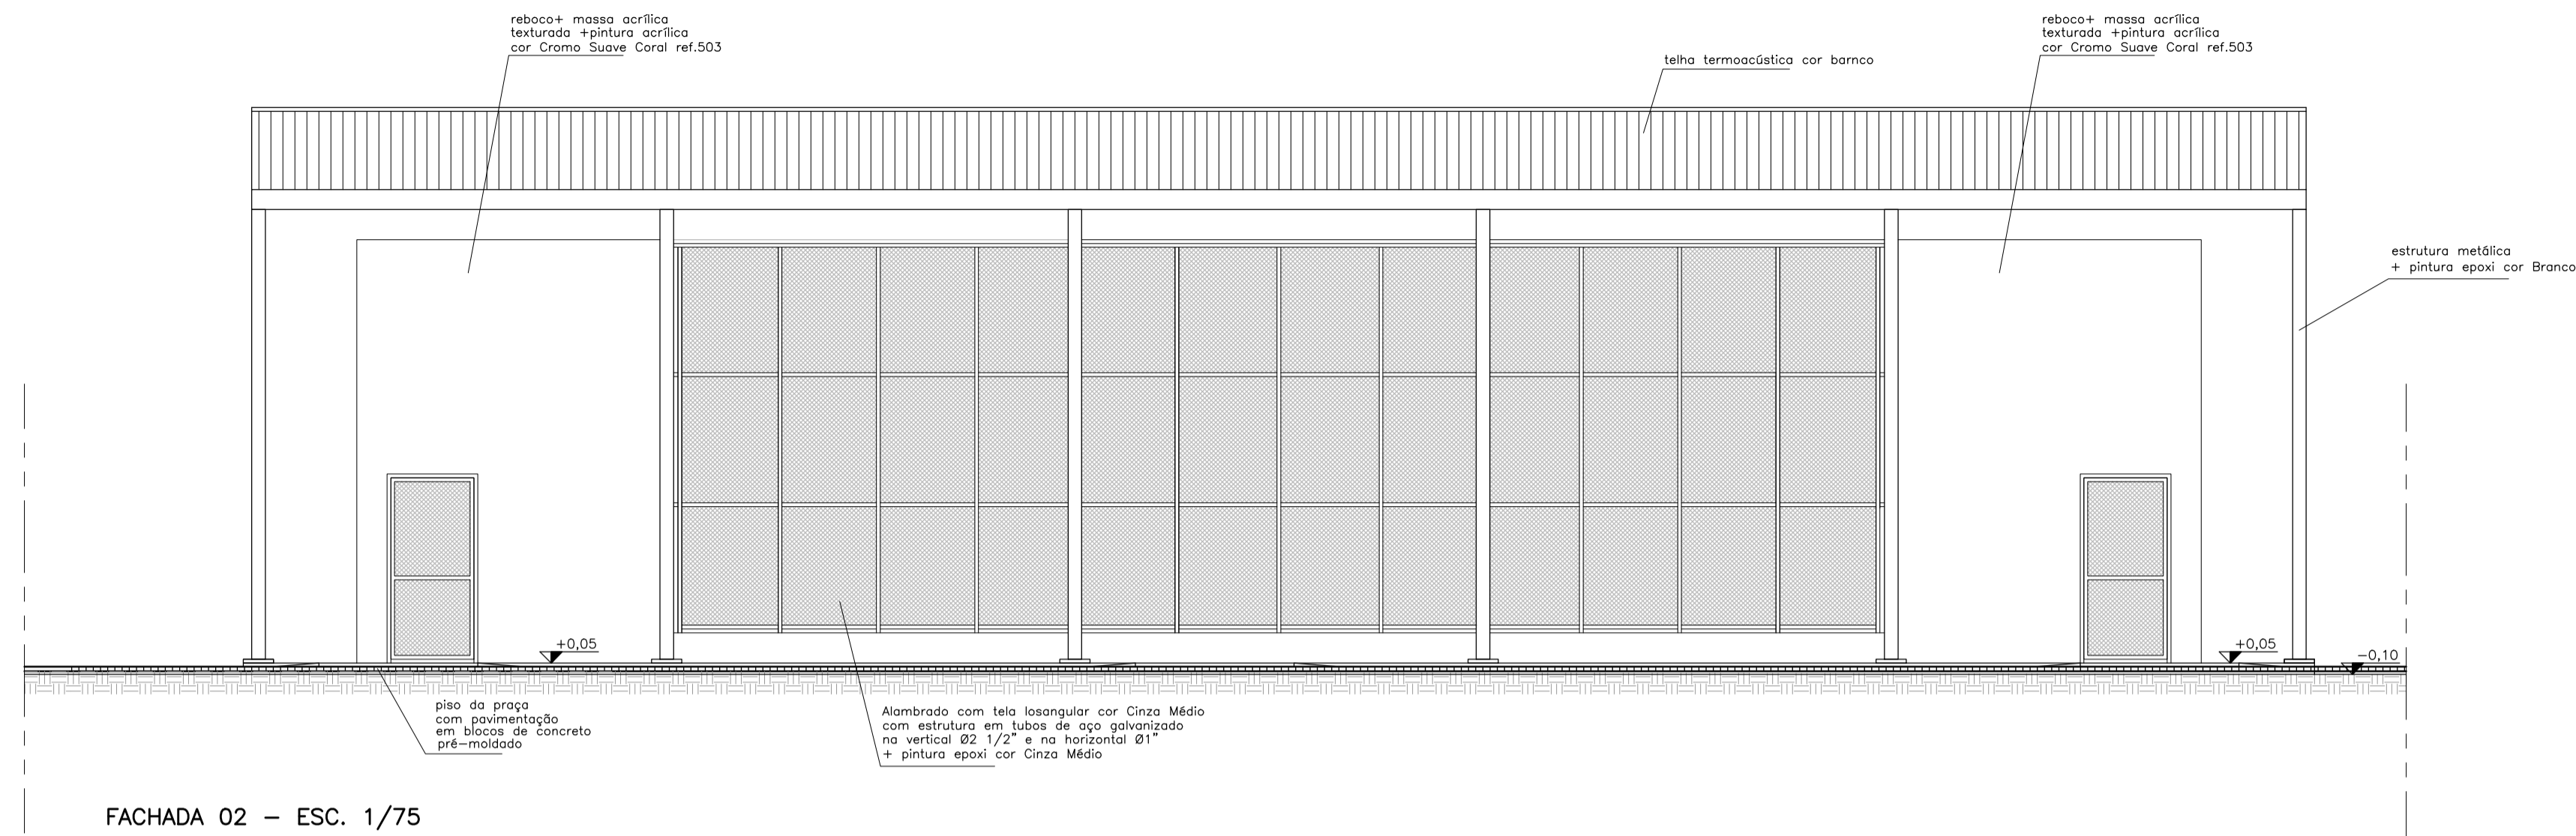 reboco+ massa acrílica
texturada +pintura acrílica
cor Cromo Suave Coral ref.503
reboco+ massa acrílica
texturada +pintura acrílica
cor Cromo Suave Coral ref.503
telha termoacústica cor barnco
estrutura metálica
+ pintura epoxi cor Branco
+0,05
+0,05
-0,10
piso da praça
com pavimentação
em blocos de concreto
pré-moldado
Alambrado com tela losangular cor Cinza Médio
com estrutura em tubos de aço galvanizado
na vertical Ø2 1/2" e na horizontal Ø1"
+ pintura epoxi cor Cinza Médio
FACHADA 02 - ESC. 1/75